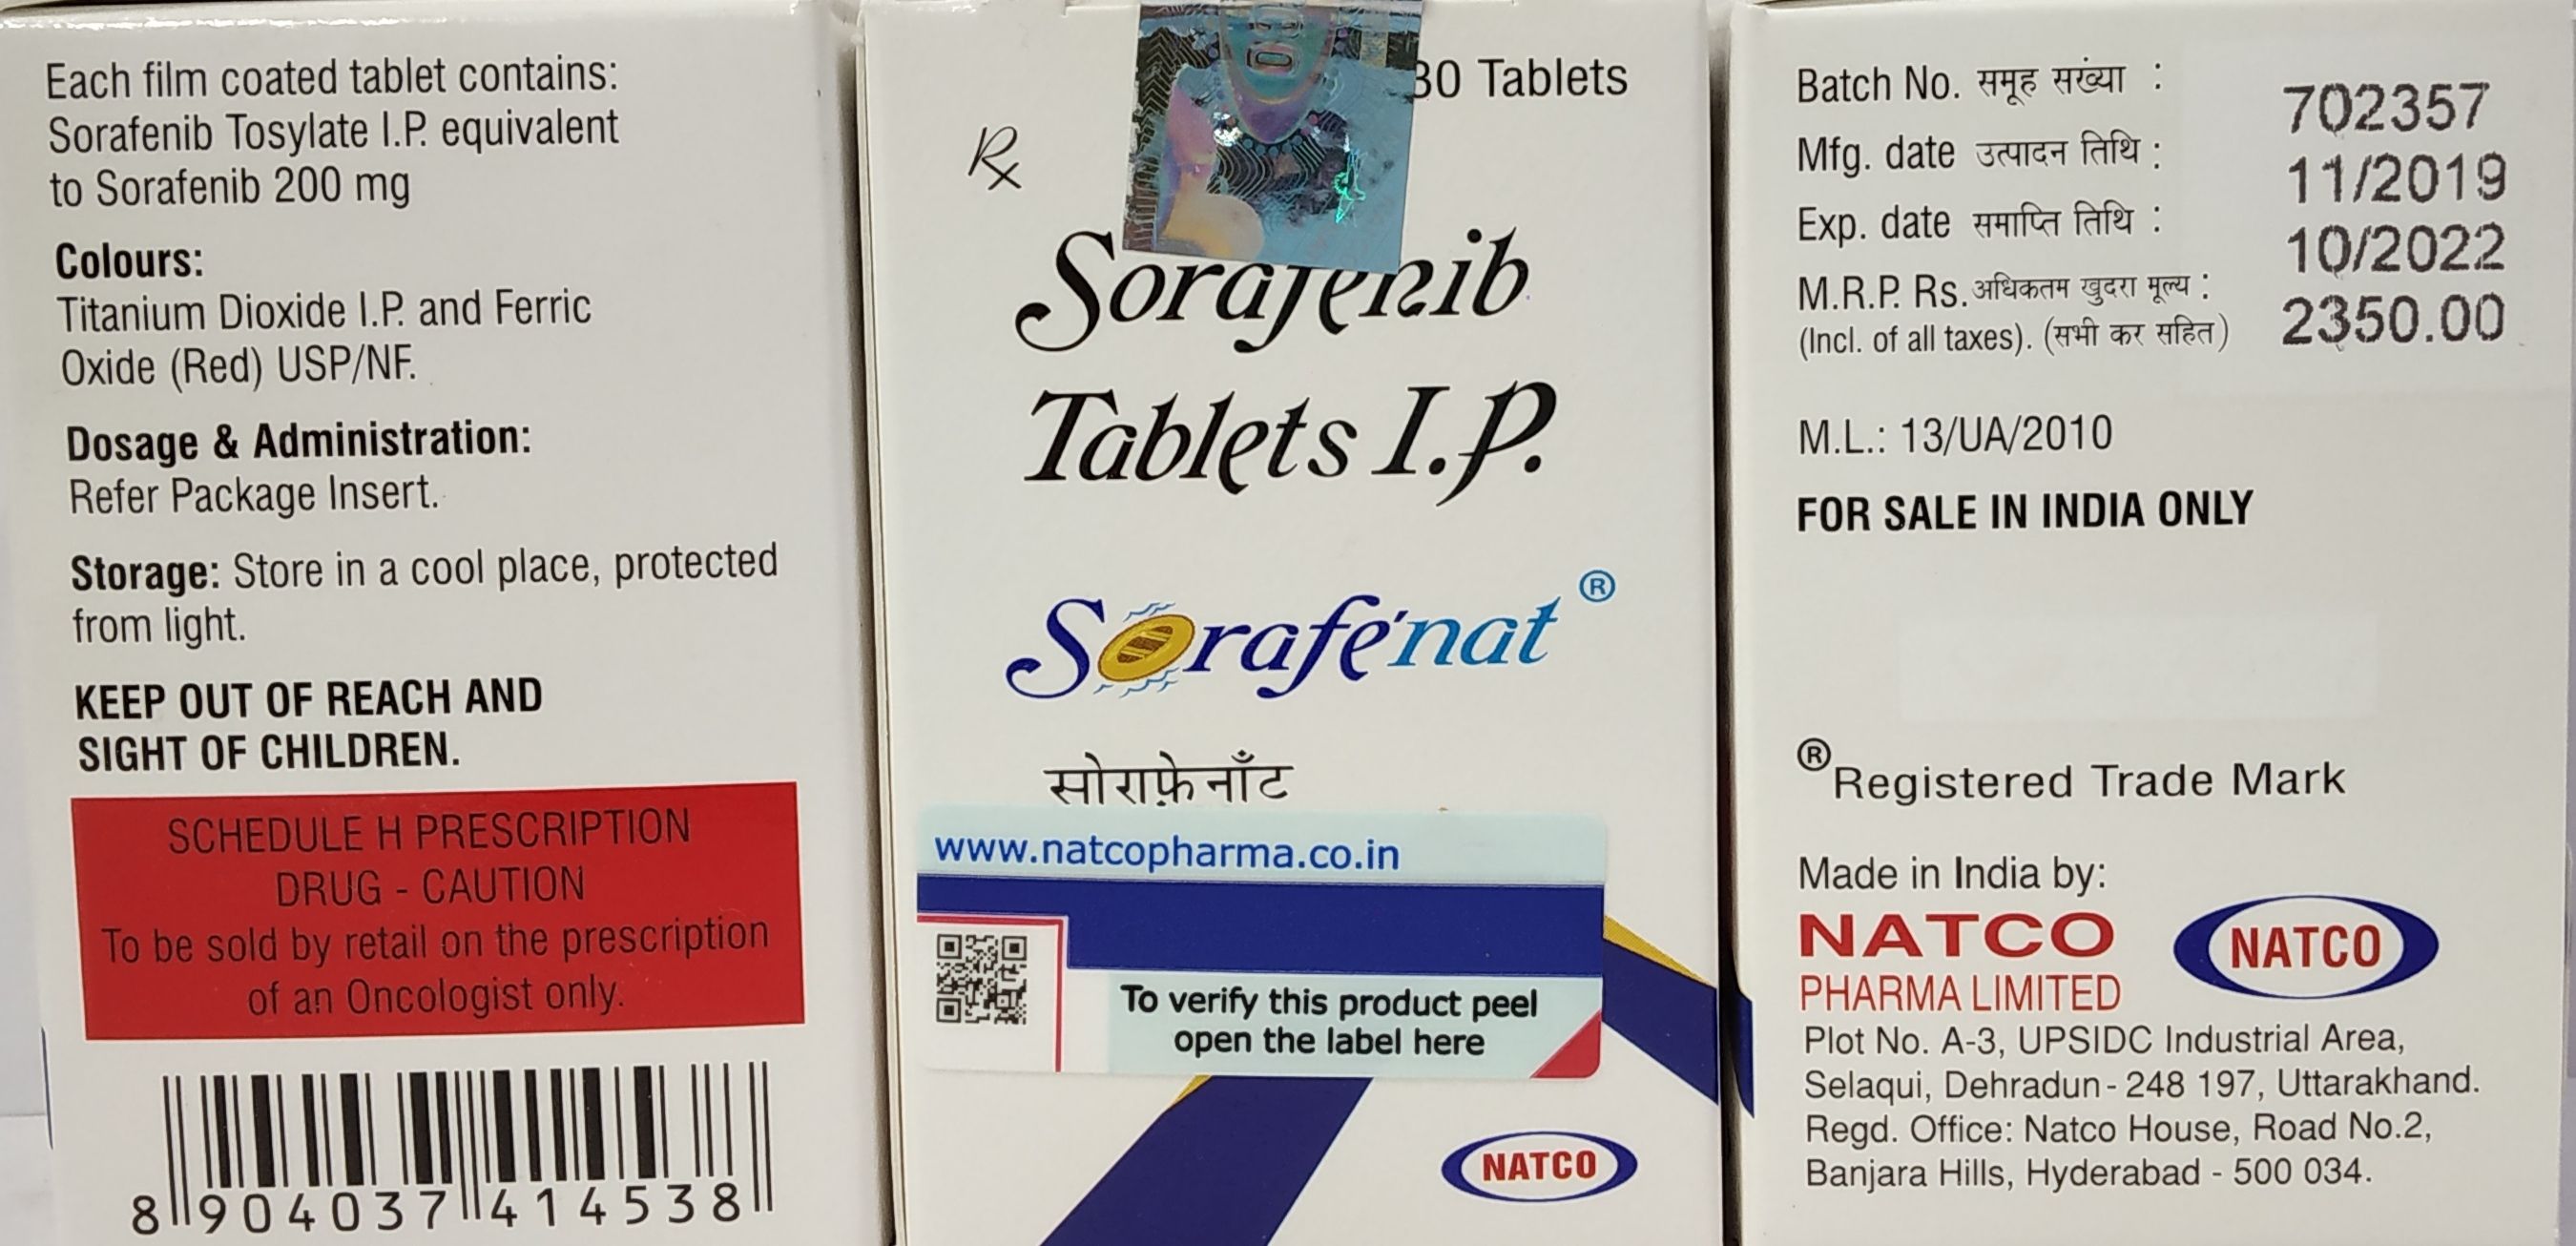 Each film coated tablet contains:
Sorafenib Tosylate I.P. equivalent
to Sorafenib 200 mg
Colours:
Titanium Dioxide I.P. and Ferric
Oxide (Red) USP/NF.
Dosage & Administration:
Refer Package Insert.
Storage: Store in a cool place, protected
from light.
KEEP OUT OF REACH AND
SIGHT OF CHILDREN.
SCHEDULE H PRESCRIPTION
DRUG - CAUTION
To be sold by retail on the prescription
of an Oncologist only.
8 904037 414538
30 Tablets
Rx
Sorafenib
Tablets I.P.
Sorafenat ®
सोराफ़ेनाँट
www.natcopharma.co.in
To verify this product peel
open the label here
NATCO
Batch No. समूह सख्ंया : 702357
Mfg. date उत्पादन तिथि : 11/2019
Exp. date समाप्ति तिथि : 10/2022
M.R.P. Rs. अधिकतम खुदरा मूल्य : 2350.00
(Incl. of all taxes). (सभी कर सहित)
M.L.: 13/UA/2010
FOR SALE IN INDIA ONLY
® Registered Trade Mark
Made in India by:
NATCO
PHARMA LIMITED
NATCO
Plot No. A-3, UPSIDC Industrial Area,
Selaqui, Dehradun - 248 197, Uttarakhand.
Regd. Office: Natco House, Road No.2,
Banjara Hills, Hyderabad - 500 034.